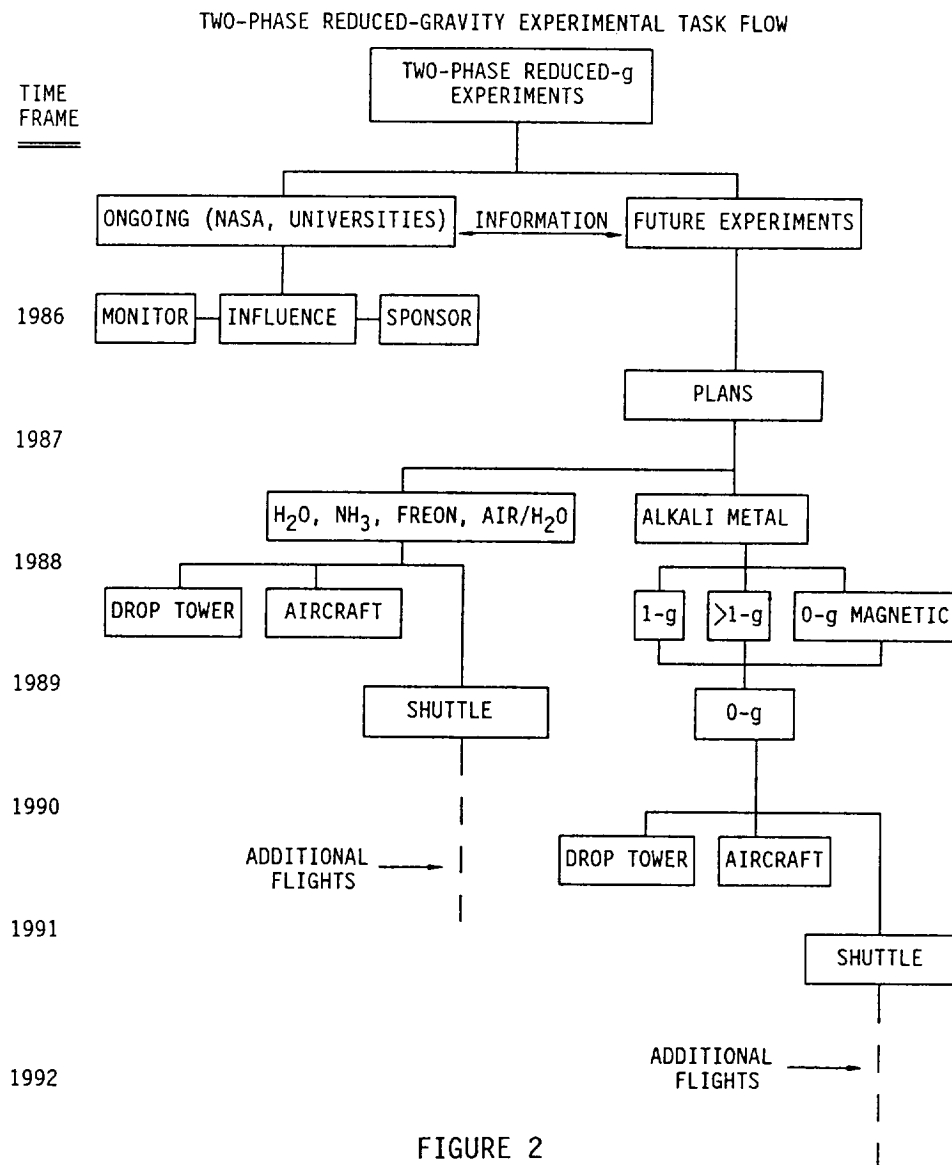 TWO-PHASE REDUCED-GRAVITY EXPERIMENTAL TASK FLOW
TWO-PHASE REDUCED-g
EXPERIMENTS
TIME
FRAME
ONGOING (NASA, UNIVERSITIES)
INFORMATION
FUTURE EXPERIMENTS
1986
MONITOR
INFLUENCE
SPONSOR
PLANS
1987
H₂O, NH₃, FREON, AIR/H₂O
ALKALI METAL
1988
DROP TOWER
AIRCRAFT
1-g
>1-g
0-g MAGNETIC
1989
SHUTTLE
0-g
1990
DROP TOWER
AIRCRAFT
ADDITIONAL
FLIGHTS
1991
SHUTTLE
ADDITIONAL
FLIGHTS
1992
FIGURE 2